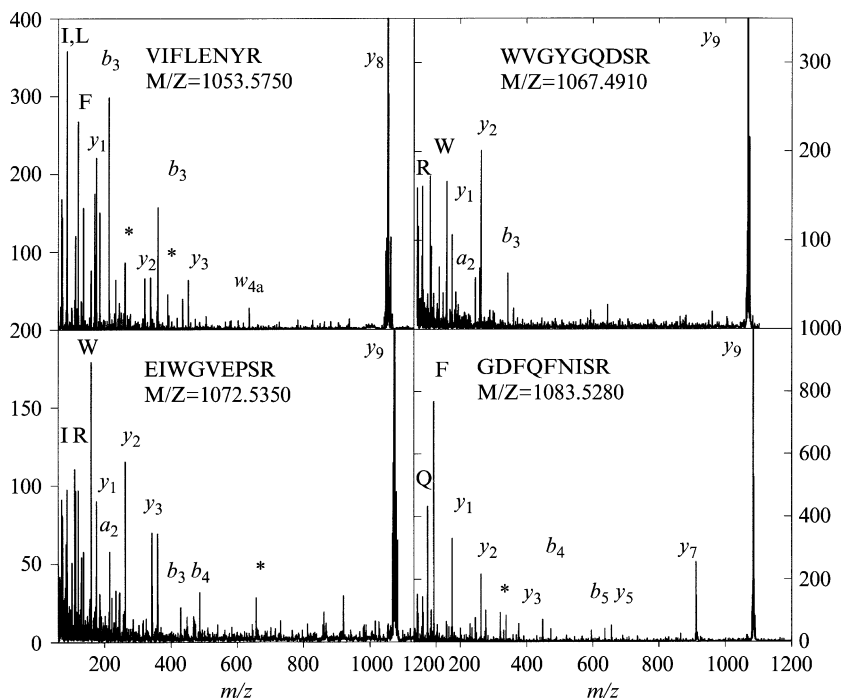 400
300
200
100
200
I,L
b3
F
y1
*
y2
b3
*
y3
w4a
y8
VIFLENYR
M/Z=1053.5750
R
W
y1
a2
y2
b3
y9
WVGYGQDSR
M/Z=1067.4910
300
200
100
1000
150
100
50
0
I R
W
y1
a2
y2
y3
b3 b4
*
y9
EIWGVEPSR
M/Z=1072.5350
Q
F
y1
y2
*
y3
b4
b5 y5
y7
y9
GDFQFNISR
M/Z=1083.5280
800
600
400
200
0
200 400 600 800 1000 1200 200 400 600 800 1000 1200
m/z m/z